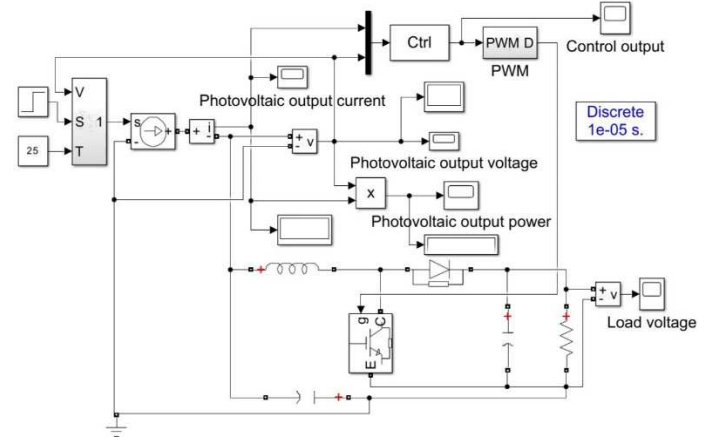 Ctrl
PWM D
PWM
Control output
Photovoltaic output current
V
S 1
T
25
s
+
-
+ i
-
+
- v
Discrete
1e-05 s.
Photovoltaic output voltage
x
Photovoltaic output power
+
g C
E
+
+
+
- v
Load voltage
+